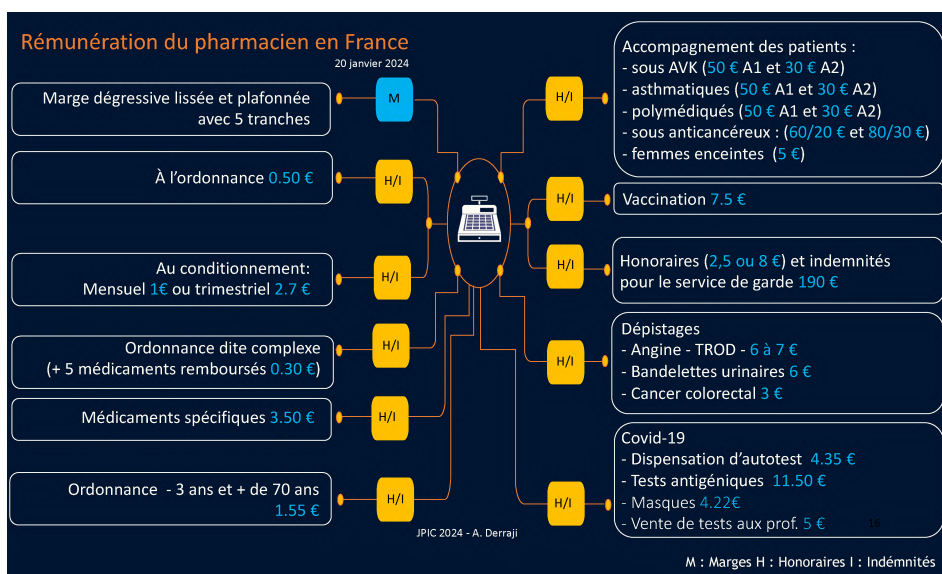 Rémunération du pharmacien en France
20 janvier 2024
Marge dégressive lissée et plafonnée
avec 5 tranches
M
À l'ordonnance 0.50 €
H/I
Au conditionnement:
Mensuel 1€ ou trimestriel 2.7 €
H/I
Ordonnance dite complexe
(+ 5 médicaments remboursés 0.30 €)
H/I
Médicaments spécifiques 3.50 €
H/I
Ordonnance - 3 ans et + de 70 ans
1.55 €
H/I
H/I
Accompagnement des patients :
- sous AVK (50 € A1 et 30 € A2)
- asthmatiques (50 € A1 et 30 € A2)
- polymédiqués (50 € A1 et 30 € A2)
- sous anticancéreux : (60/20 € et 80/30 €)
- femmes enceintes (5 €)
H/I
Vaccination 7.5 €
H/I
Honoraires (2,5 ou 8 €) et indemnités
pour le service de garde 190 €
H/I
Dépistages
- Angine - TROD - 6 à 7 €
- Bandelettes urinaires 6 €
- Cancer colorectal 3 €
H/I
Covid-19
- Dispensation d'autotest 4.35 €
- Tests antigéniques 11.50 €
- Masques 4.22€
- Vente de tests aux prof. 5 €
16
JPIC 2024 - A. Derraji
M : Marges H : Honoraires I : Indémnités